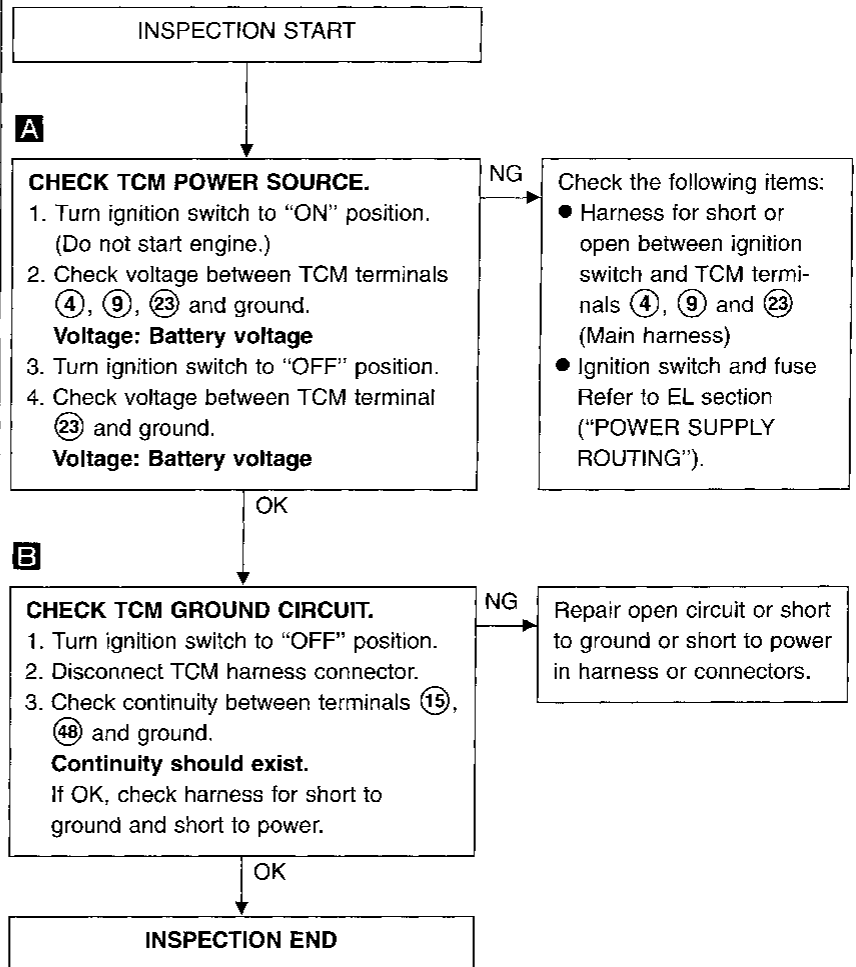 INSPECTION START
A
CHECK TCM POWER SOURCE.
1. Turn ignition switch to “ON” position.
(Do not start engine.)
2. Check voltage between TCM terminals
④, ⑨, ㉓ and ground.
Voltage: Battery voltage
3. Turn ignition switch to “OFF” position.
4. Check voltage between TCM terminal
㉓ and ground.
Voltage: Battery voltage
NG
Check the following items:
● Harness for short or
open between ignition
switch and TCM termi-
nals ④, ⑨ and ㉓
(Main harness)
● Ignition switch and fuse
Refer to EL section
(“POWER SUPPLY
ROUTING”).
OK
B
CHECK TCM GROUND CIRCUIT.
1. Turn ignition switch to “OFF” position.
2. Disconnect TCM harness connector.
3. Check continuity between terminals ⑮,
㊽ and ground.
Continuity should exist.
If OK, check harness for short to
ground and short to power.
NG
Repair open circuit or short
to ground or short to power
in harness or connectors.
OK
INSPECTION END